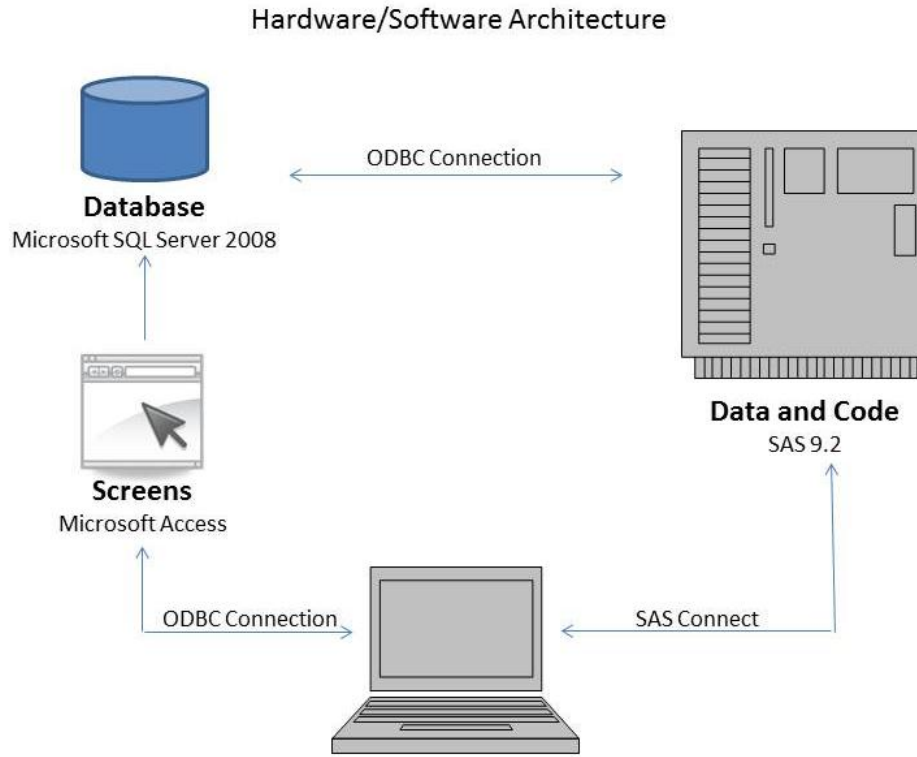 Hardware/Software Architecture
ODBC Connection
Database
Microsoft SQL Server 2008
Data and Code
SAS 9.2
Screens
Microsoft Access
ODBC Connection
SAS Connect